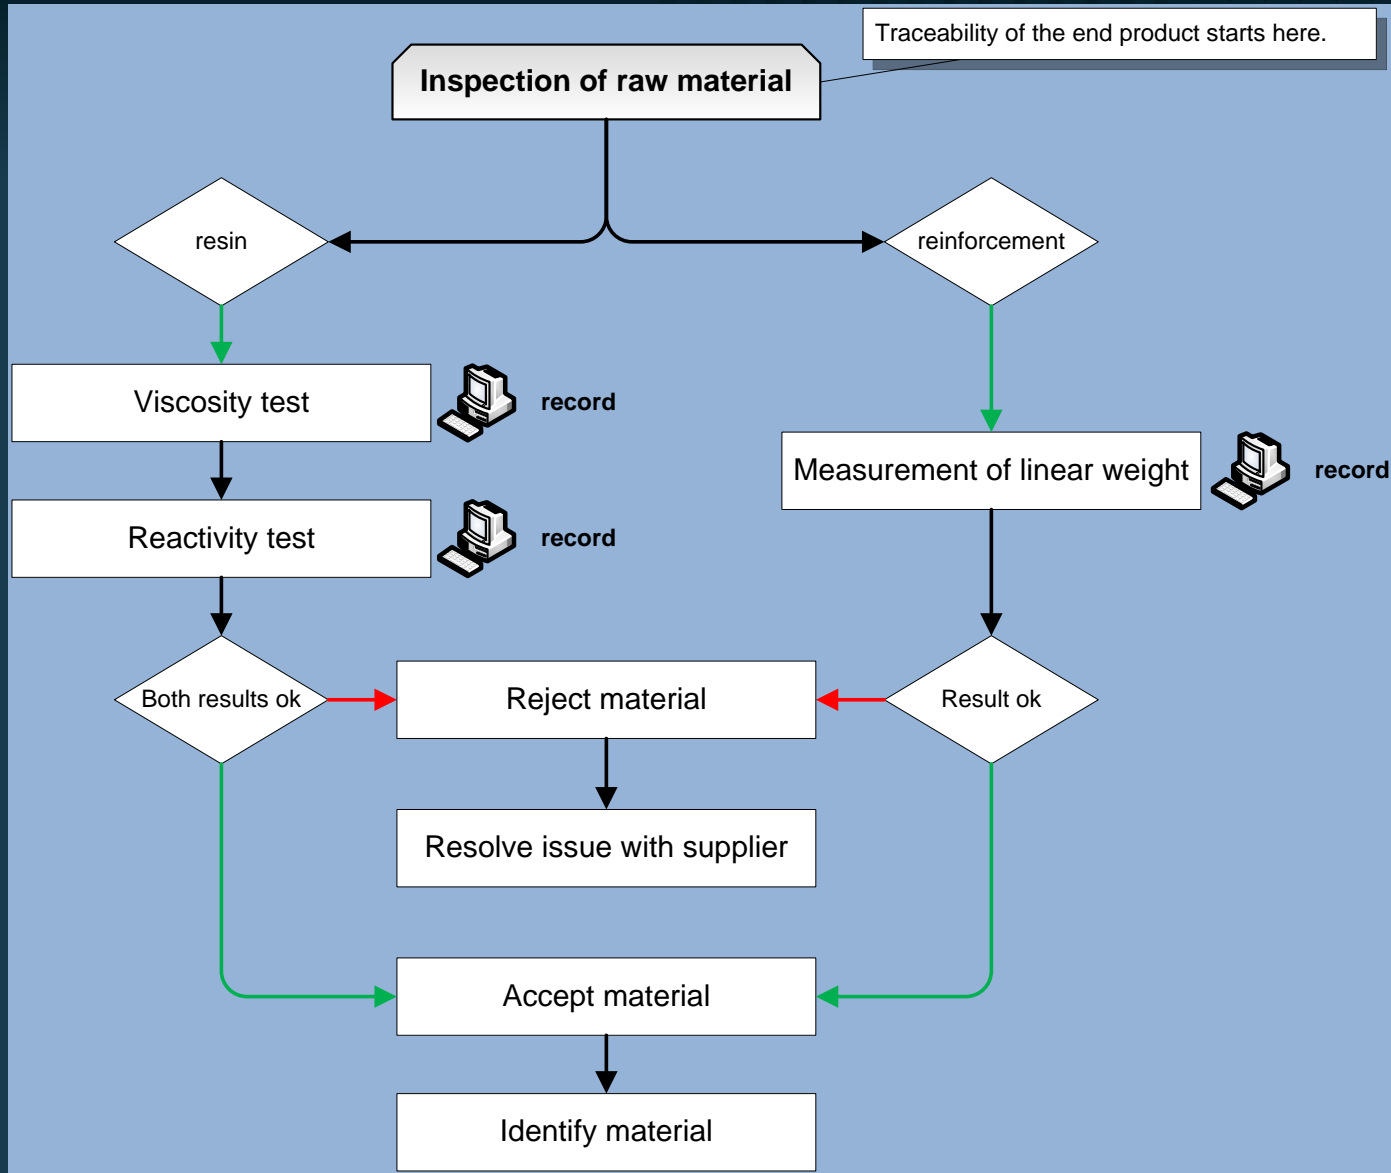 Traceability of the end product starts here.
Inspection of raw material
resin
reinforcement
Viscosity test
record
Measurement of linear weight
record
Reactivity test
record
Both results ok
Reject material
Result ok
Resolve issue with supplier
Accept material
Identify material